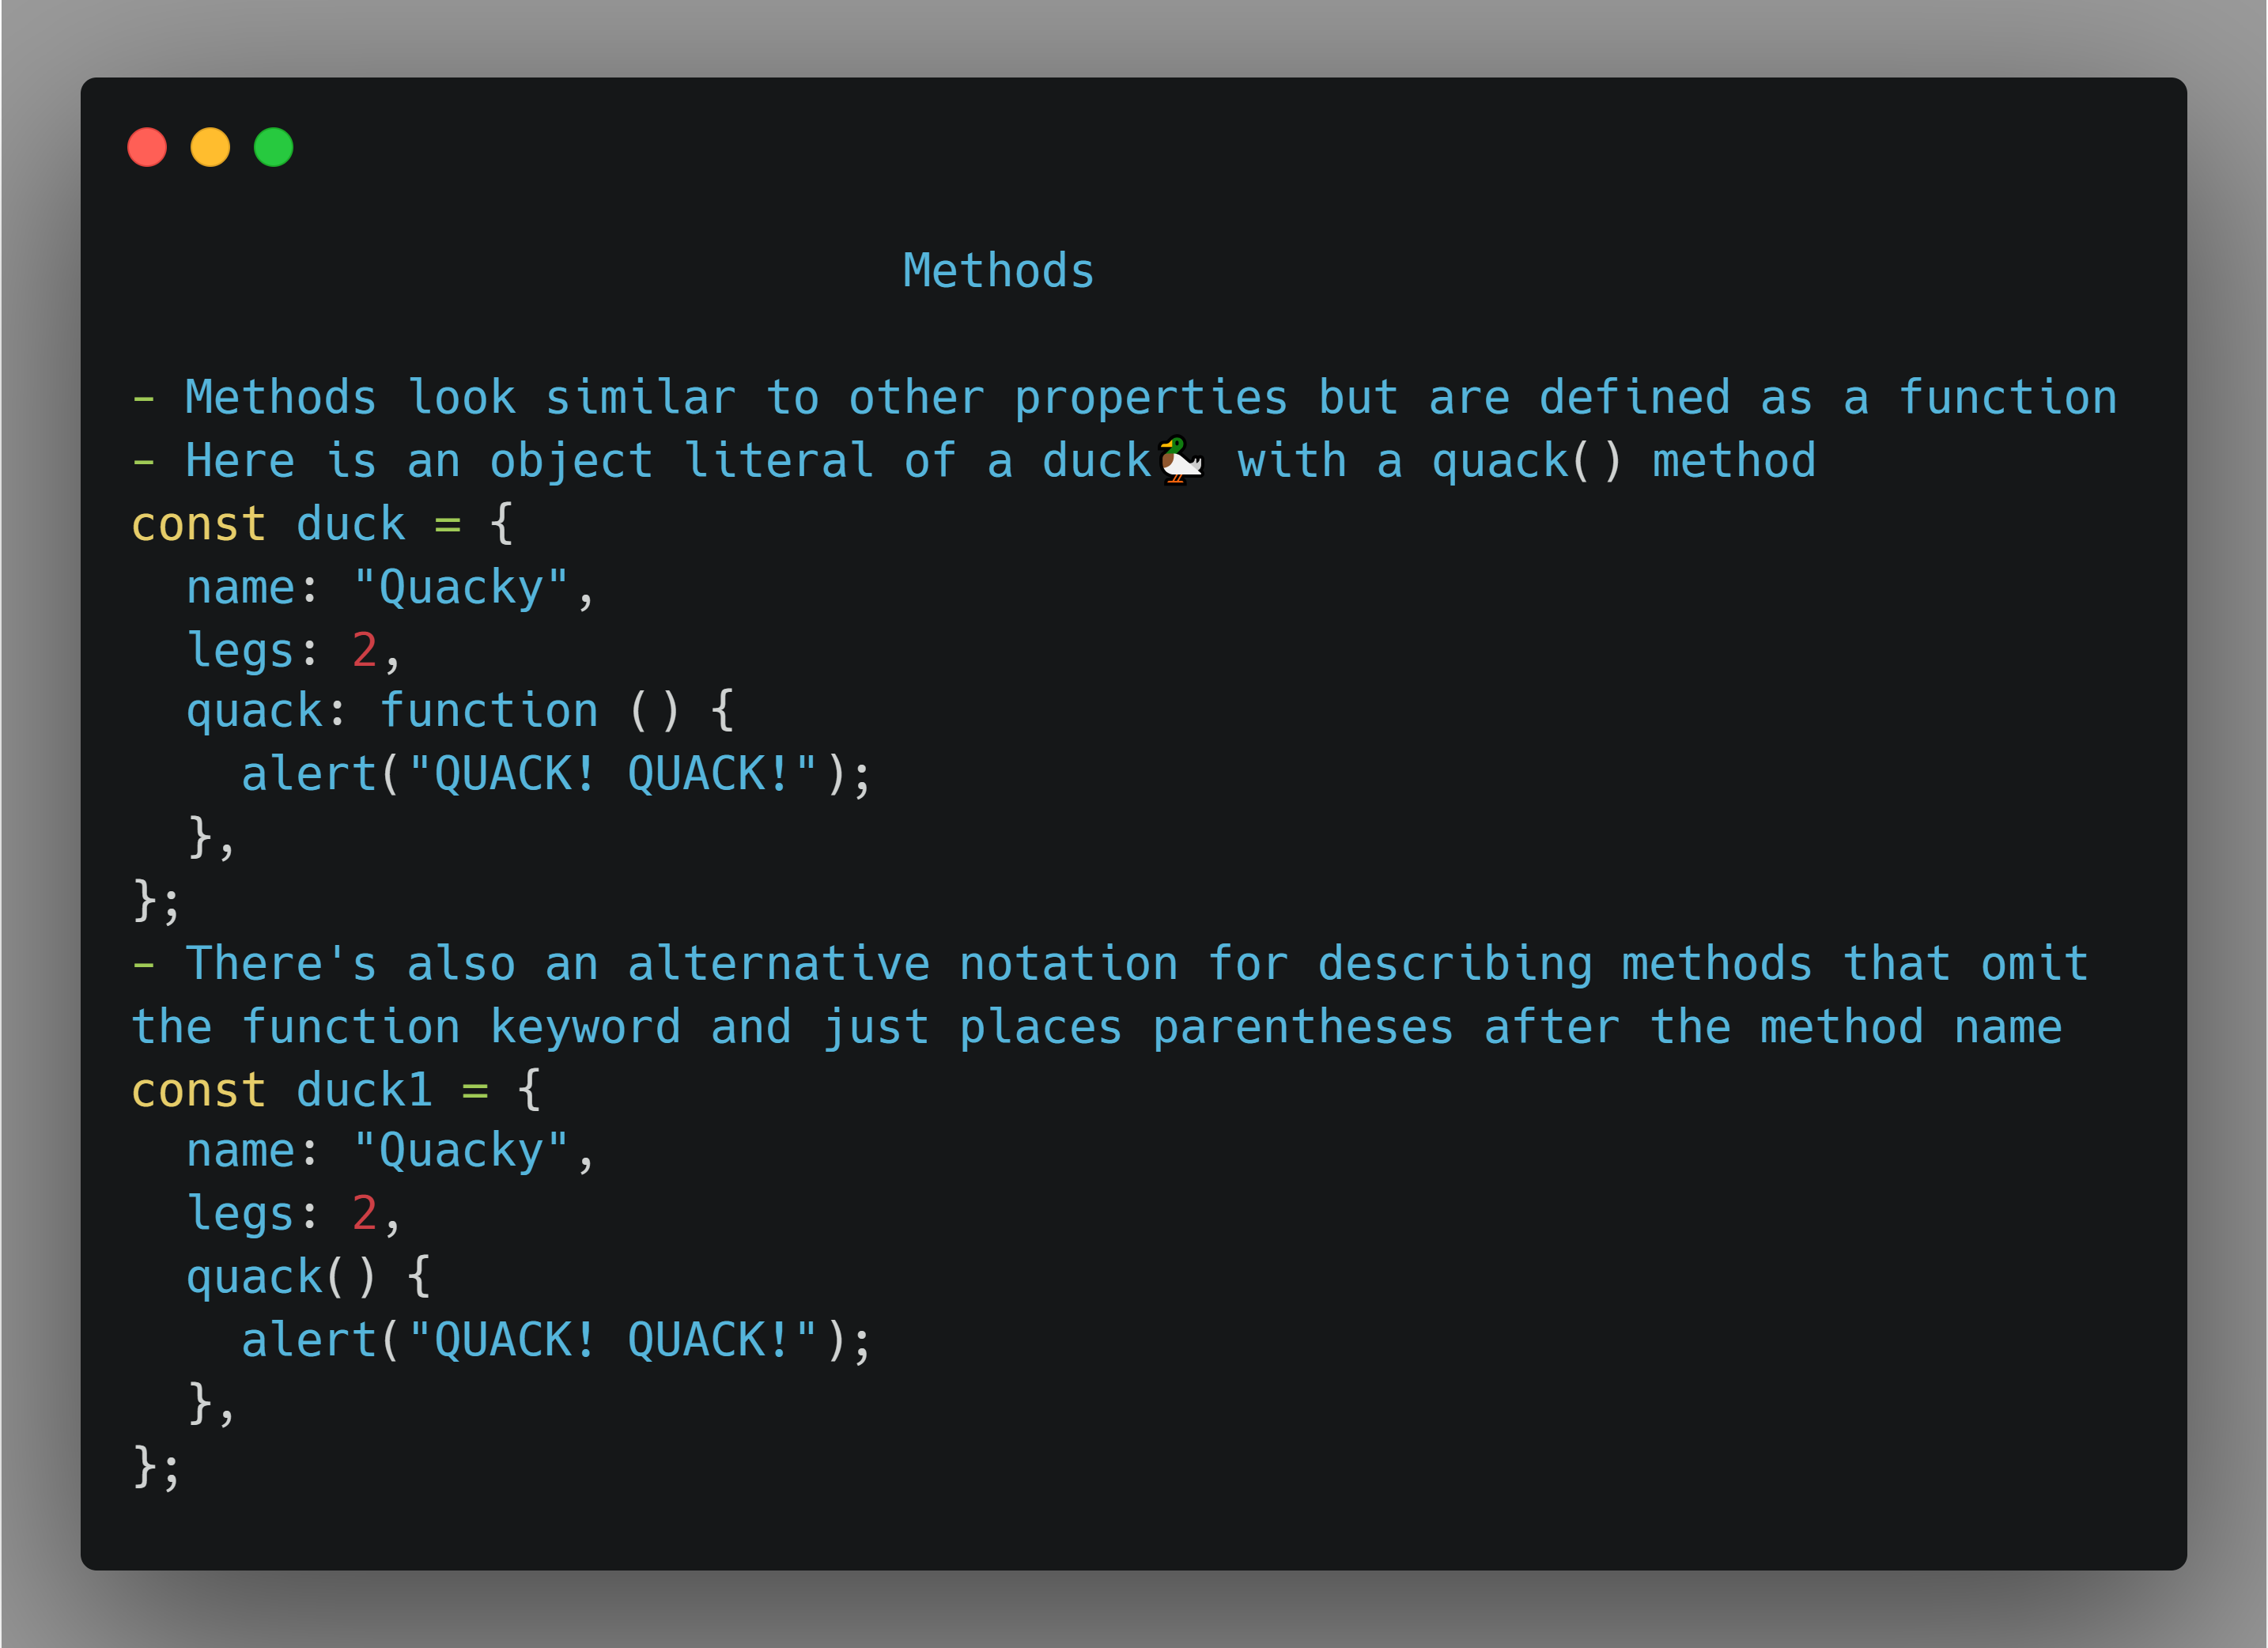 Methods
- Methods look similar to other properties but are defined as a function
- Here is an object literal of a duck🦆 with a quack() method
const duck = {
  name: "Quacky",
  legs: 2,
  quack: function () {
    alert("QUACK! QUACK!");
  },
};
- There's also an alternative notation for describing methods that omit
the function keyword and just places parentheses after the method name
const duck1 = {
  name: "Quacky",
  legs: 2,
  quack() {
    alert("QUACK! QUACK!");
  },
};